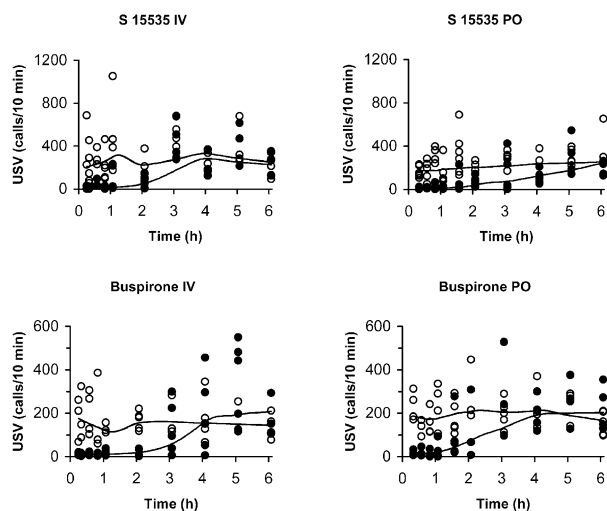 S 15535 IV
USV (calls/10 min)
1200
800
400
0
0 1 2 3 4 5 6
Time (h)
S 15535 PO
USV (calls/10 min)
1200
800
400
0
0 1 2 3 4 5 6
Time (h)
Buspirone IV
USV (calls/10 min)
600
400
200
0
0 1 2 3 4 5 6
Time (h)
Buspirone PO
USV (calls/10 min)
600
400
200
0
0 1 2 3 4 5 6
Time (h)